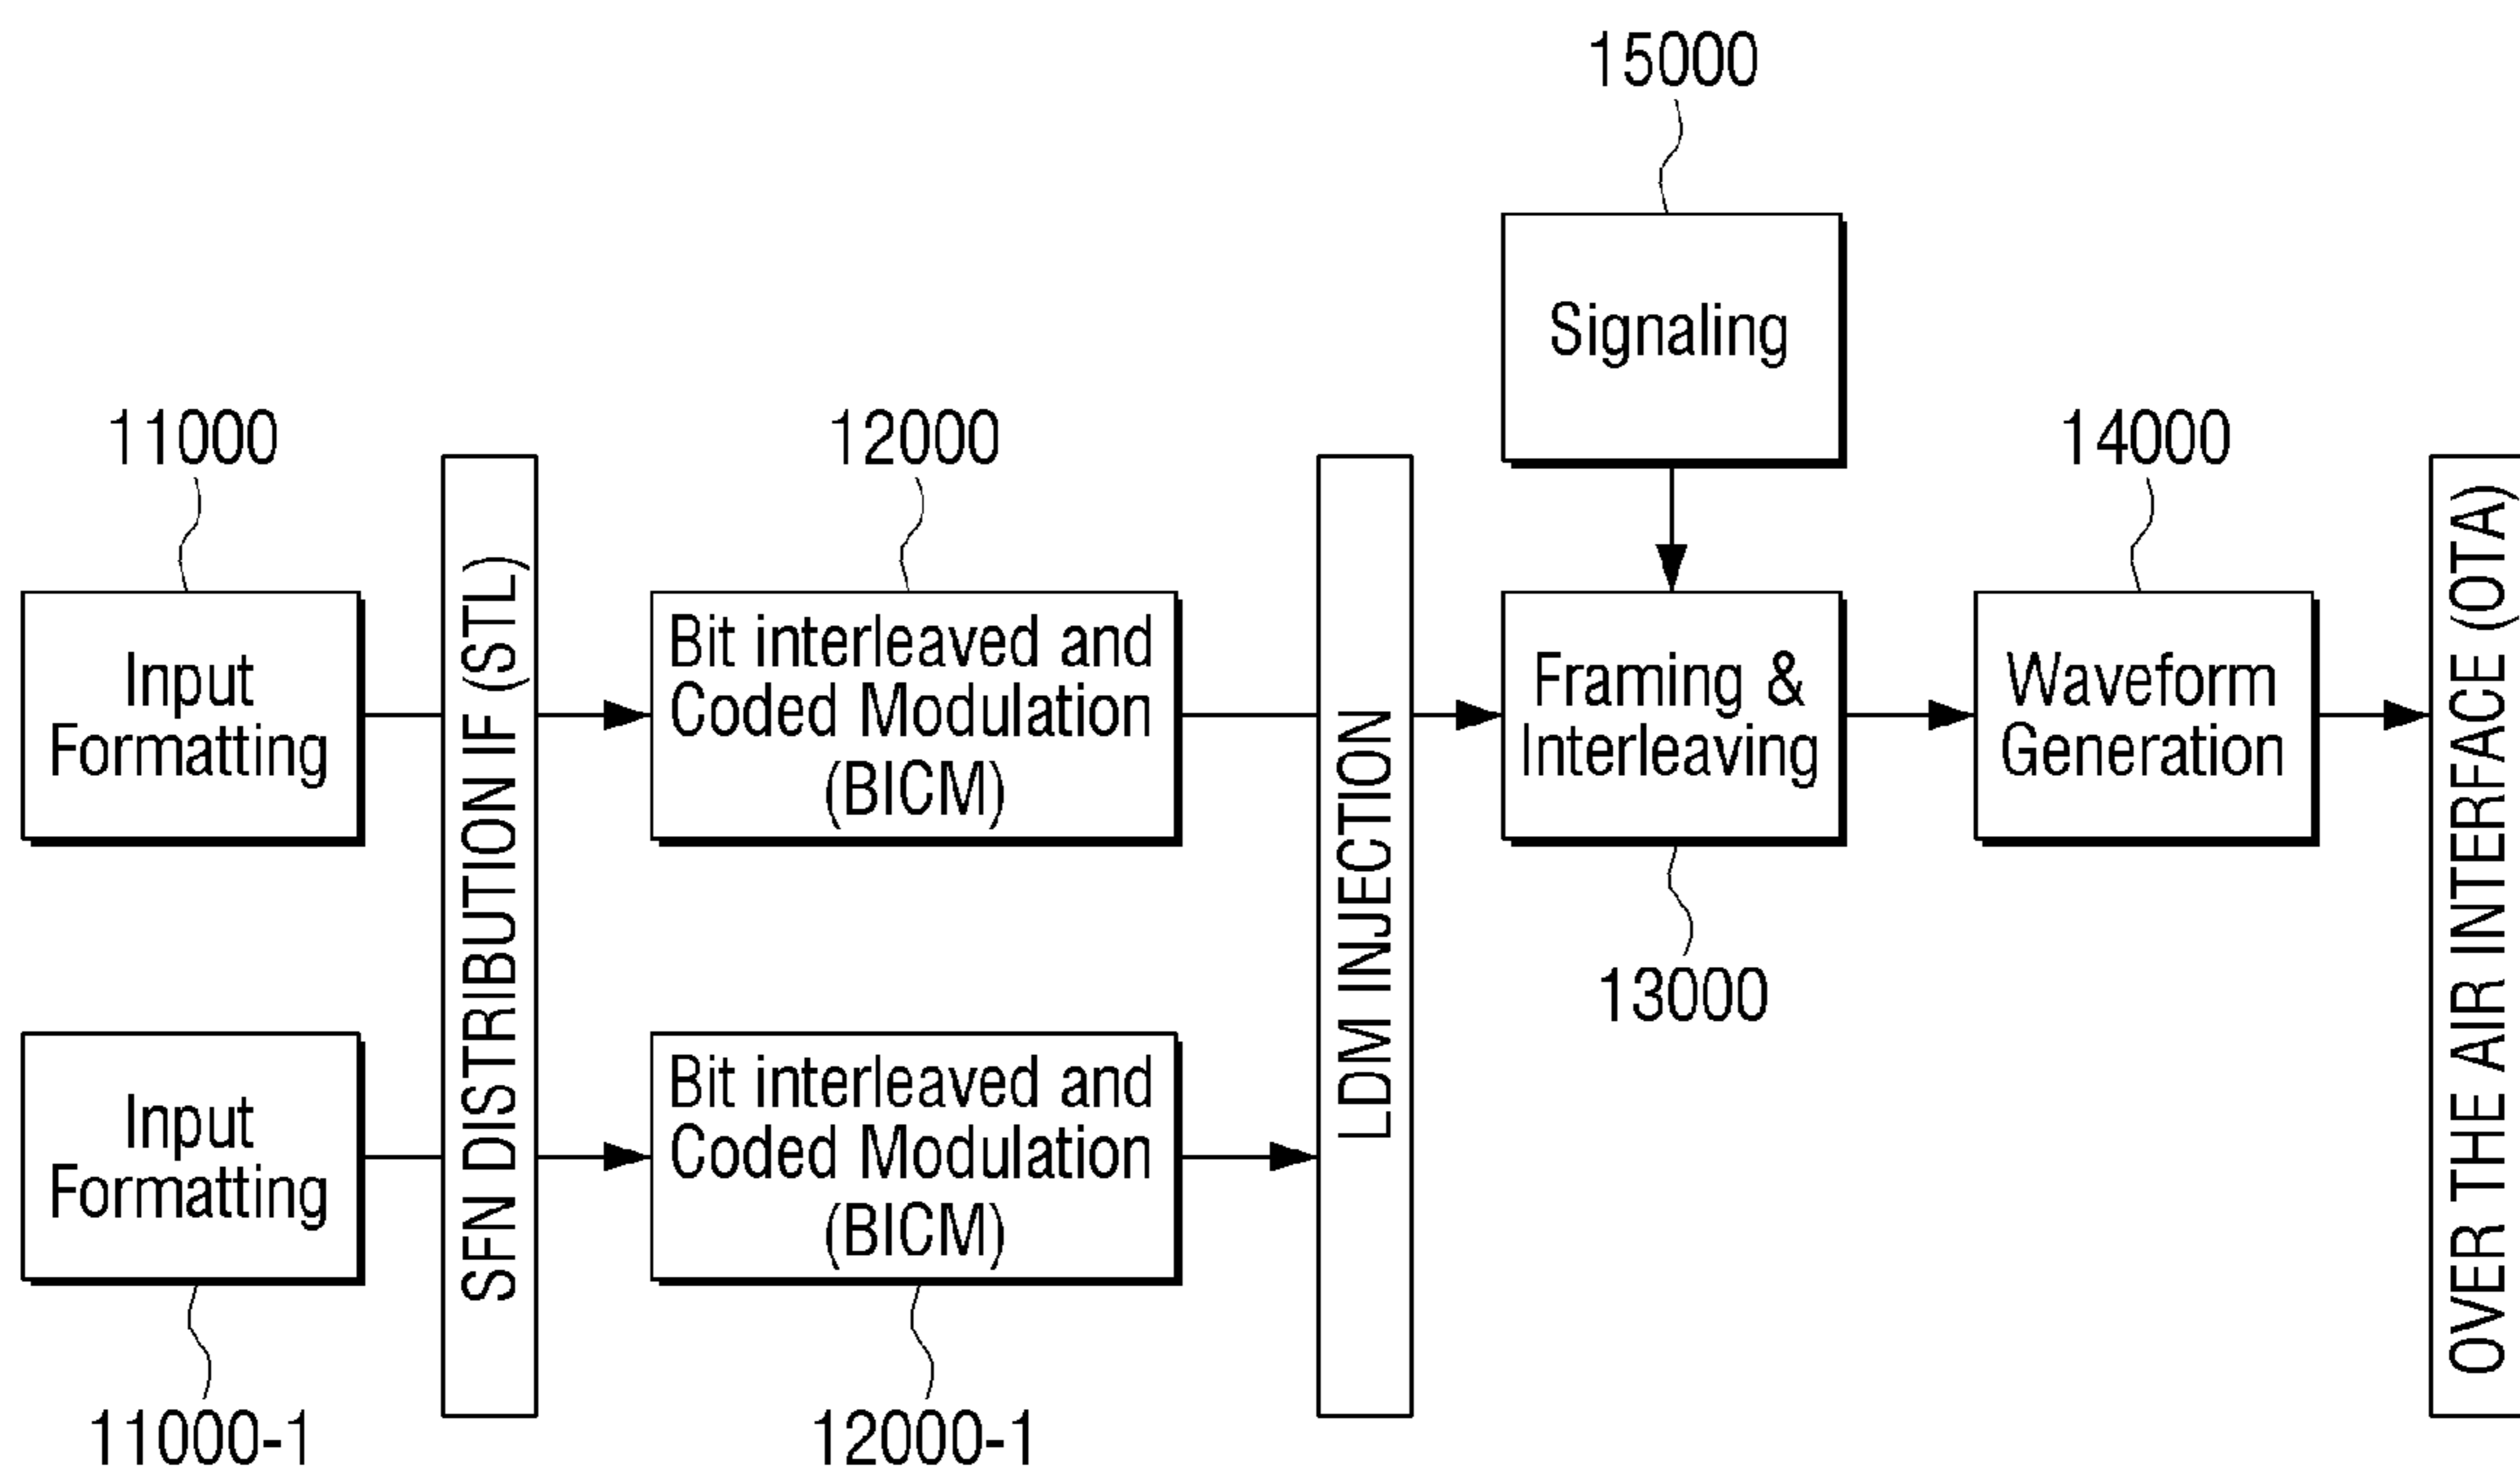 15000
Signaling
11000
12000
14000
Input
Formatting
SFN DISTRIBUTION IF (STL)
Bit interleaved and
Coded Modulation
(BICM)
LDM INJECTION
Framing &
Interleaving
Waveform
Generation
OVER THE AIR INTERFACE (OTA)
13000
Input
Formatting
Bit interleaved and
Coded Modulation
(BICM)
11000-1
12000-1